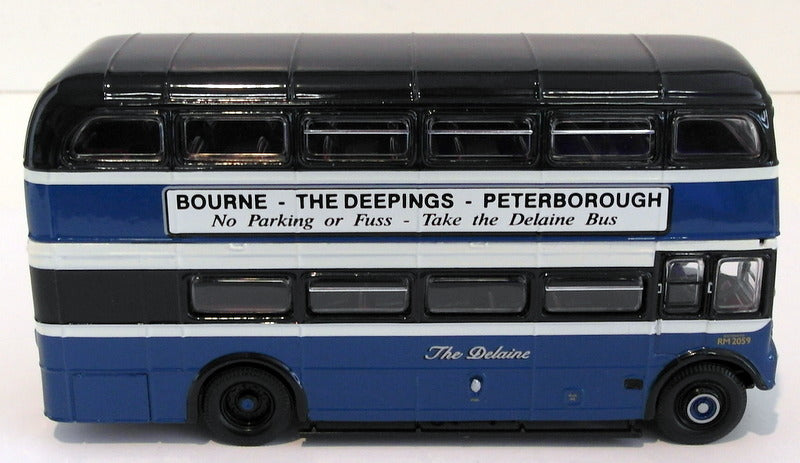 BOURNE - THE DEEPINGS - PETERBOROUGH
No Parking or Fuss - Take the Delaine Bus
The Delaine
RM 2059